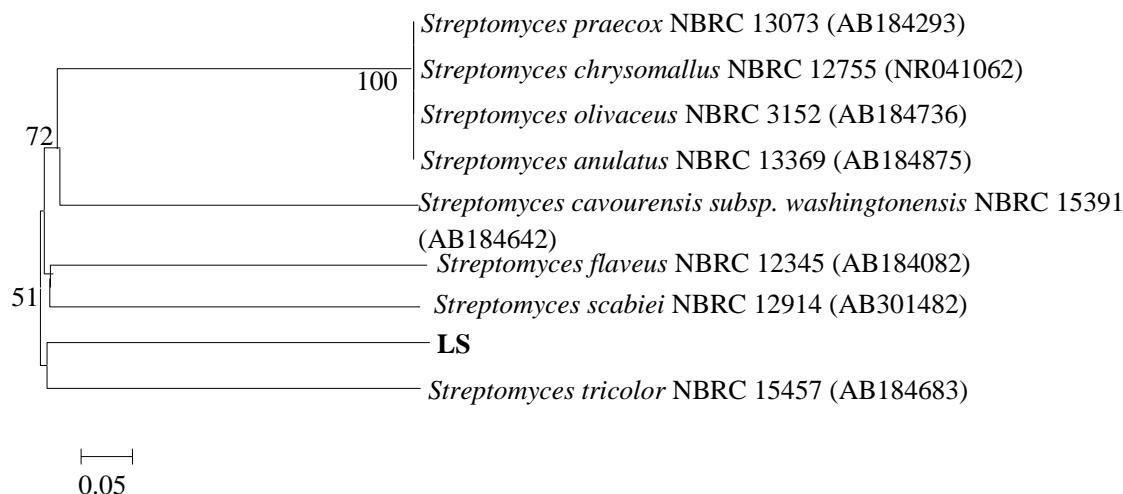 Streptomyces praecox NBRC 13073 (AB184293)
Streptomyces chrysomallus NBRC 12755 (NR041062)
100
Streptomyces olivaceus NBRC 3152 (AB184736)
72
Streptomyces anulatus NBRC 13369 (AB184875)
Streptomyces cavourensis subsp. washingtonensis NBRC 15391
(AB184642)
Streptomyces flaveus NBRC 12345 (AB184082)
51
Streptomyces scabiei NBRC 12914 (AB301482)
LS
Streptomyces tricolor NBRC 15457 (AB184683)
0.05